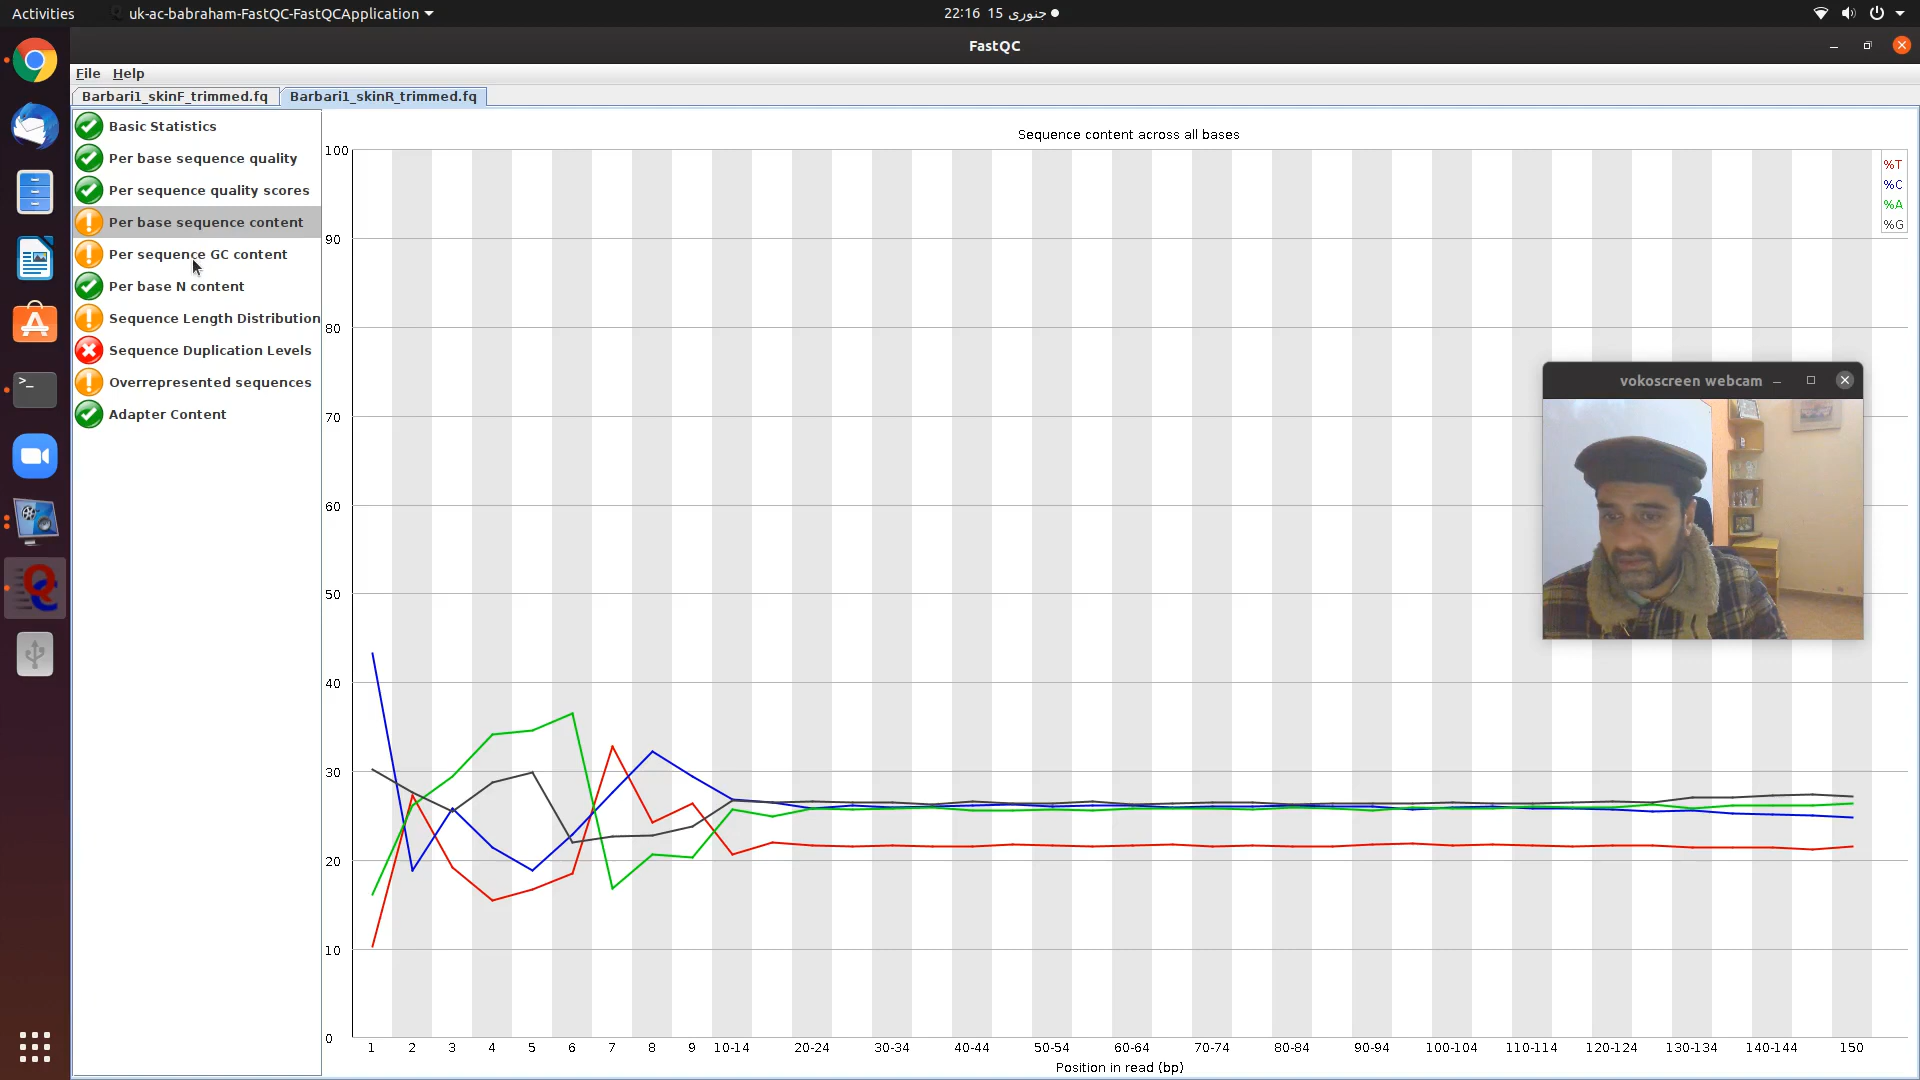 Activities
uk-ac-babraham-FastQC-FastQCApplication
22:16 15 جنوری
FastQC
File Help
Barbari1_skinF_trimmed.fq
Barbari1_skinR_trimmed.fq
Basic Statistics
Per base sequence quality
Per sequence quality scores
Per base sequence content
Per sequence GC content
Per base N content
Sequence Length Distribution
Sequence Duplication Levels
Overrepresented sequences
Adapter Content
Sequence content across all bases
100
90
80
70
60
50
40
30
20
10
0
%T
%C
%A
%G
vokoscreen webcam
1 2 3 4 5 6 7 8 9 10-14 20-24 30-34 40-44 50-54 60-64 70-74 80-84 90-94 100-104 110-114 120-124 130-134 140-144 150
Position in read (bp)